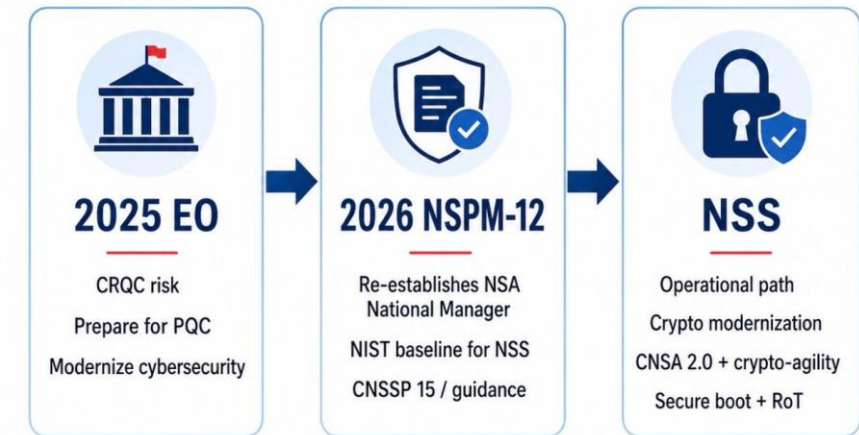 2025 EO
CRQC risk
Prepare for PQC
Modernize cybersecurity
2026 NSPM-12
Re-establishes NSA
National Manager
NIST baseline for NSS
CNSSP 15 / guidance
NSS
Operational path
Crypto modernization
CNSA 2.0 + crypto-agility
Secure boot + RoT